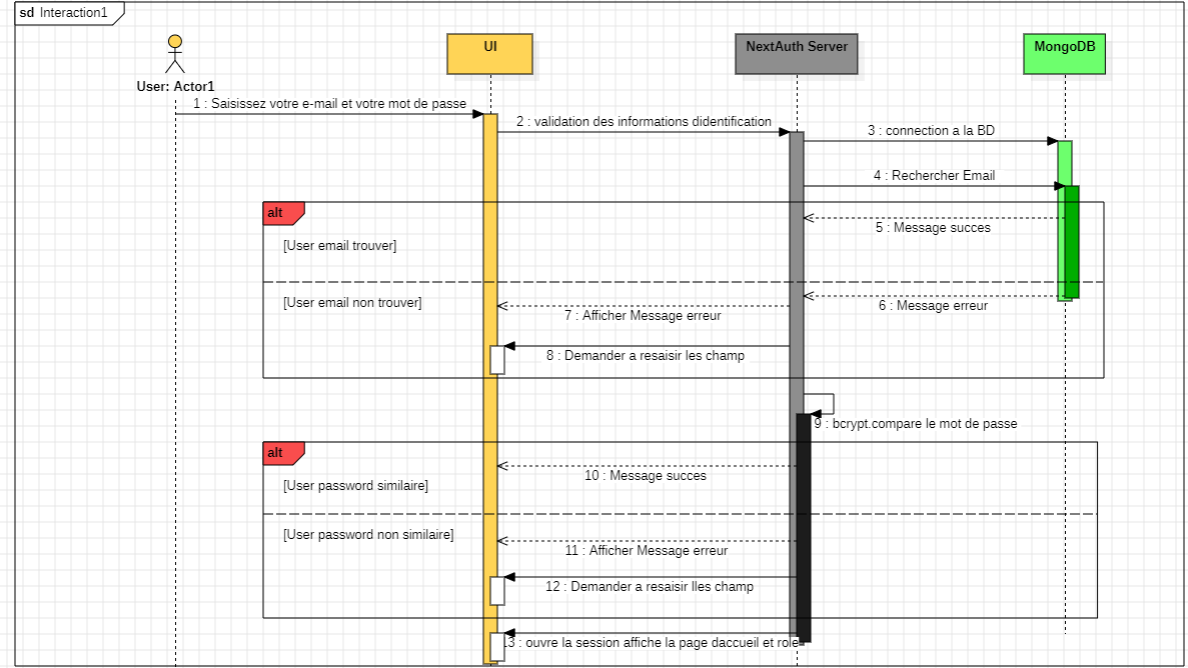 sd Interaction1
UI
NextAuth Server
MongoDB
User: Actor1
1 : Saisissez votre e-mail et votre mot de passe
2 : validation des informations didentification
3 : connection a la BD
4 : Rechercher Email
alt
5 : Message succes
[User email trouver]
[User email non trouver]
6 : Message erreur
7 : Afficher Message erreur
8 : Demander a resaisir les champ
9 : bcrypt.compare le mot de passe
alt
10 : Message succes
[User password similaire]
[User password non similaire]
11 : Afficher Message erreur
12 : Demander a resaisir lles champ
13 : ouvre la session affiche la page daccueil et role